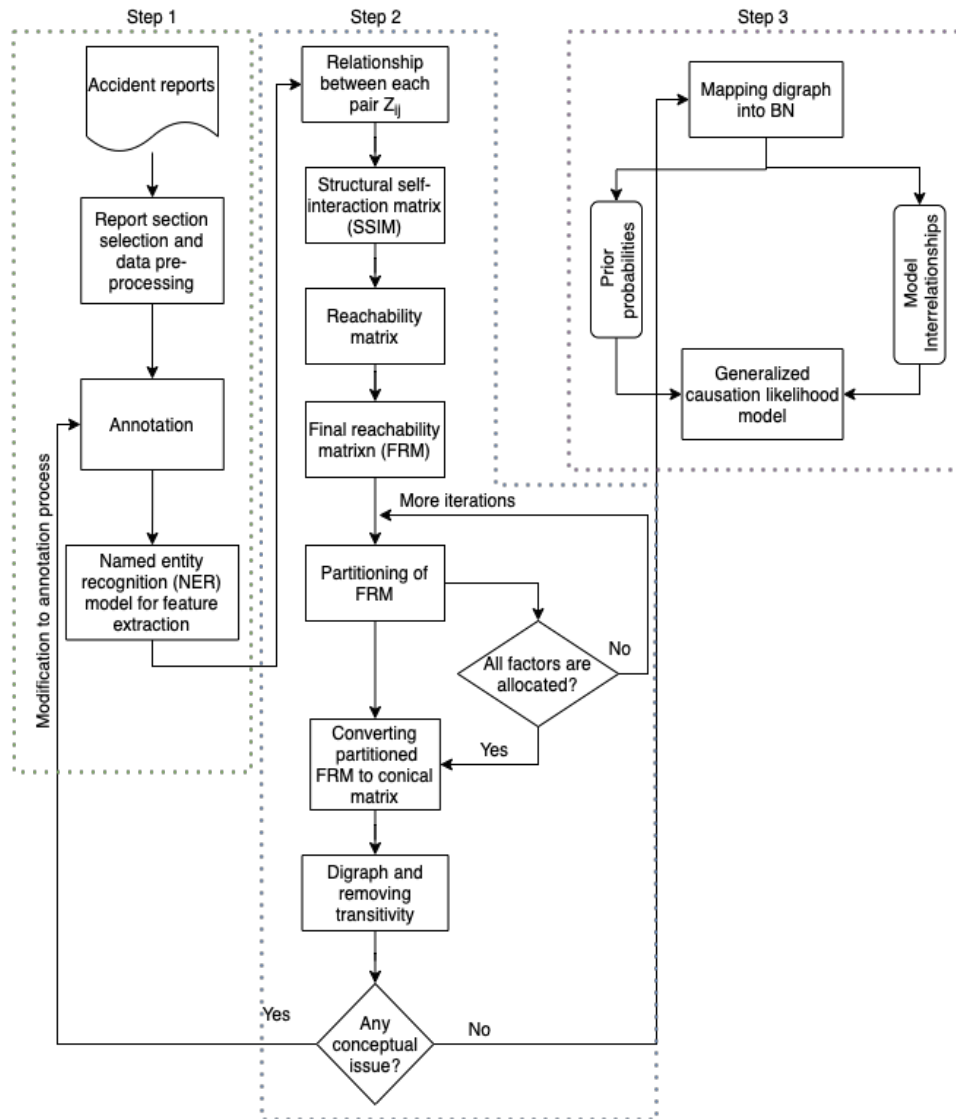 Step 1
Accident reports
Report section
selection and
data pre-
processing
Annotation
Named entity
recognition (NER)
model for feature
extraction
Modification to annotation process
Step 2
Relationship
between each
pair Zij
Structural self-
interaction matrix
(SSIM)
Reachability
matrix
Final reachability
matrixn (FRM)
More iterations
Partitioning of
FRM
All factors are
allocated?
No
Yes
Converting
partitioned
FRM to conical
matrix
Digraph and
removing
transitivity
Any
conceptual
issue?
Yes
No
Step 3
Mapping digraph
into BN
Prior
probabilities
Model
Interrelationships
Generalized
causation likelihood
model